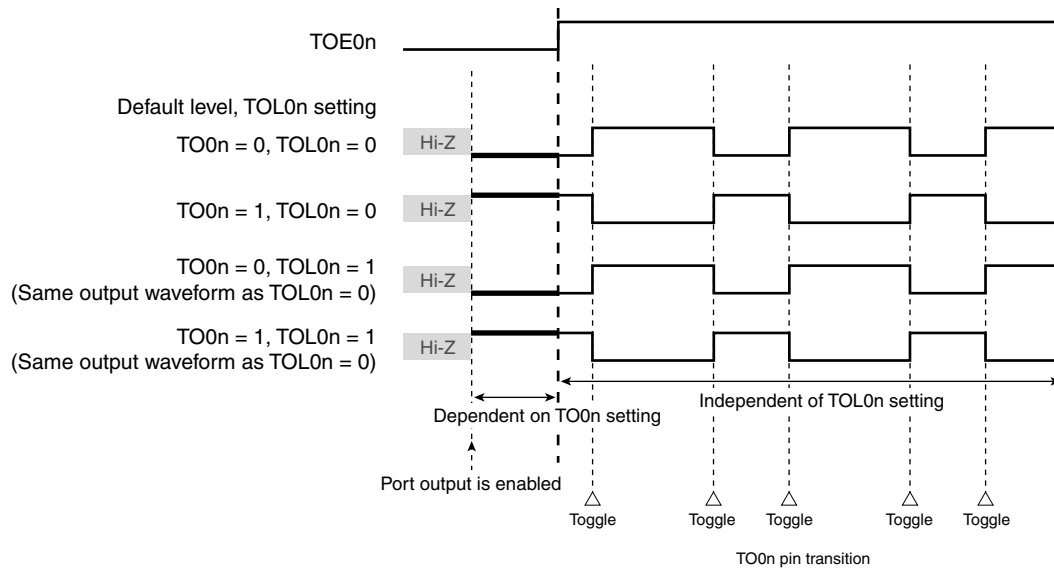 TOE0n
Default level, TOL0n setting
TO0n = 0, TOL0n = 0
Hi-Z
TO0n = 1, TOL0n = 0
Hi-Z
TO0n = 0, TOL0n = 1
(Same output waveform as TOL0n = 0)
Hi-Z
TO0n = 1, TOL0n = 1
(Same output waveform as TOL0n = 0)
Hi-Z
Dependent on TO0n setting
Independent of TOL0n setting
Port output is enabled
Toggle Toggle Toggle Toggle Toggle
TO0n pin transition